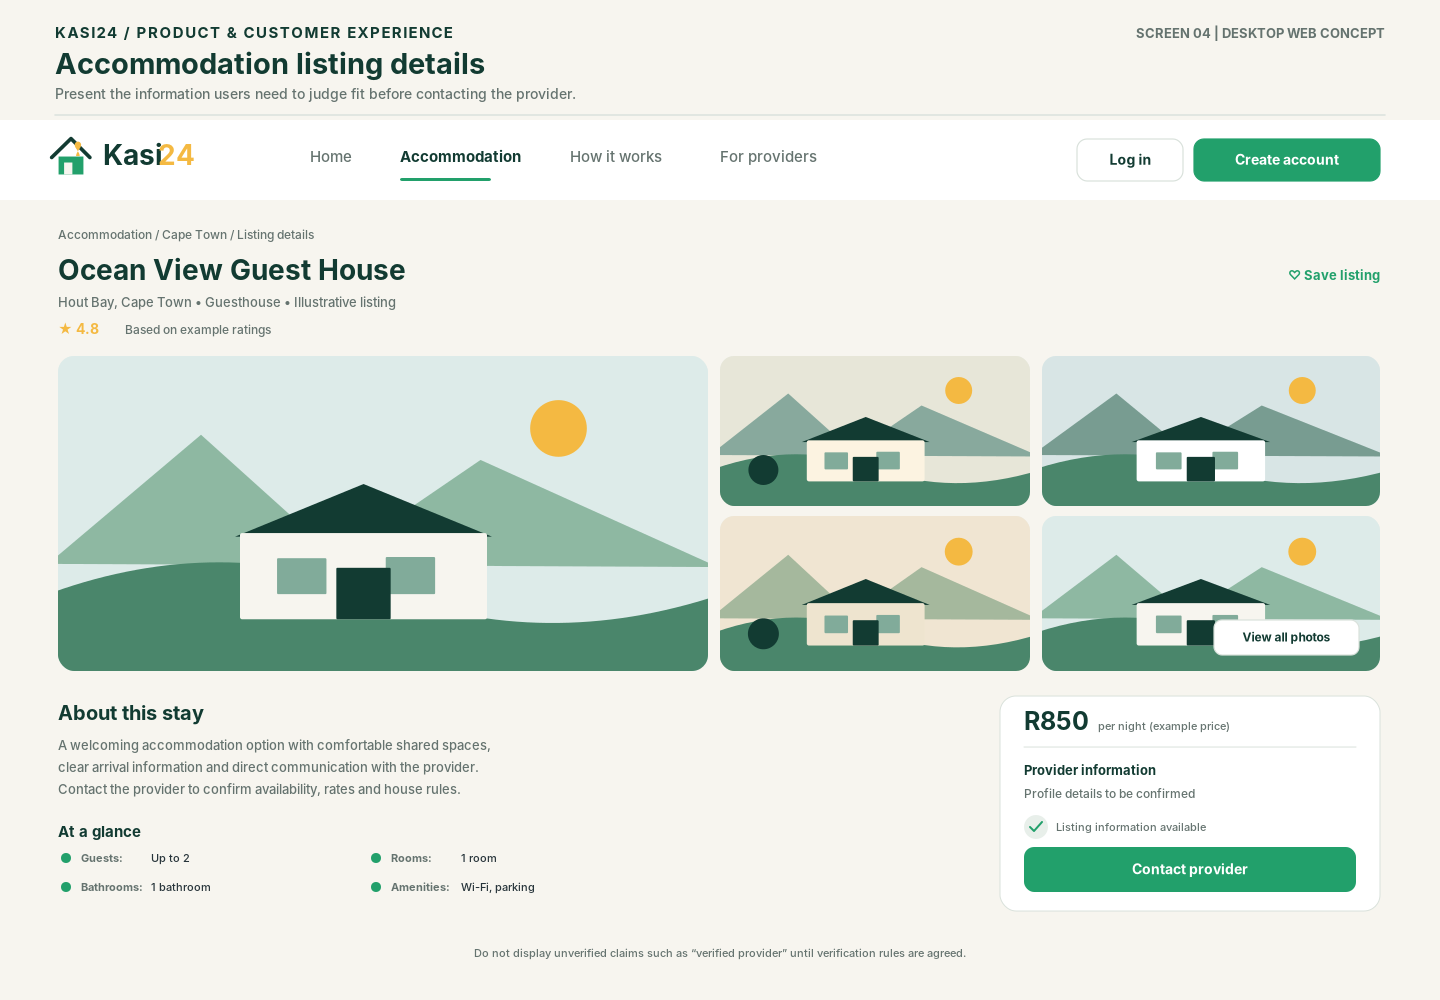 KASI24 / PRODUCT & CUSTOMER EXPERIENCE
SCREEN 04 | DESKTOP WEB CONCEPT
Accommodation listing details
Present the information users need to judge fit before contacting the provider.
Kasi24
Home
Accommodation
How it works
For providers
Log in
Create account
Accommodation / Cape Town / Listing details
Ocean View Guest House
♡ Save listing
Hout Bay, Cape Town • Guesthouse • Illustrative listing
★ 4.8 Based on example ratings
View all photos
About this stay
A welcoming accommodation option with comfortable shared spaces,
clear arrival information and direct communication with the provider.
Contact the provider to confirm availability, rates and house rules.
At a glance
Guests: Up to 2
Rooms: 1 room
Bathrooms: 1 bathroom
Amenities: Wi-Fi, parking
R850 per night (example price)
Provider information
Profile details to be confirmed
Listing information available
Contact provider
Do not display unverified claims such as “verified provider” until verification rules are agreed.